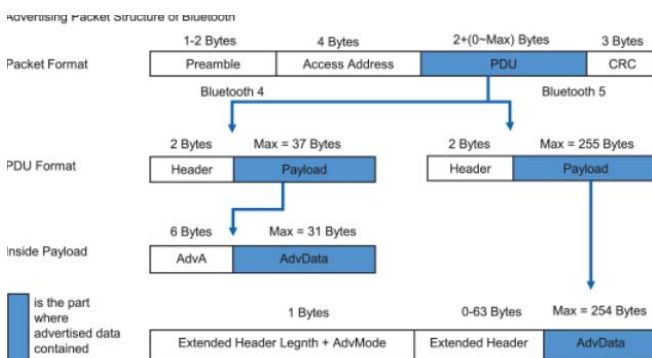 Advertising Packet Structure of Bluetooth
1-2 Bytes 4 Bytes 2+(0~Max) Bytes 3 Bytes
Packet Format Preamble Access Address PDU CRC
Bluetooth 4 Bluetooth 5
2 Bytes Max = 37 Bytes 2 Bytes Max = 255 Bytes
PDU Format Header Payload Header Payload
6 Bytes Max = 31 Bytes
Inside Payload AdvA AdvData
is the part
where
advertised data
contained
1 Bytes 0-63 Bytes Max = 254 Bytes
Extended Header Legnth + AdvMode Extended Header AdvData